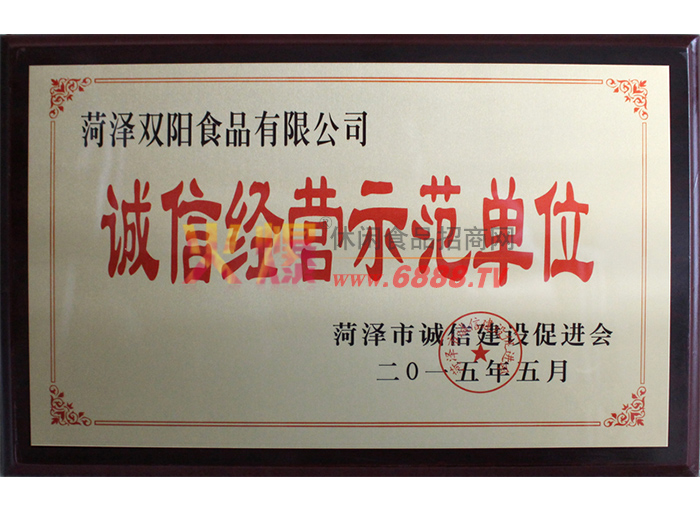 菏泽双阳食品有限公司
诚信经营示范单位
休闲食品招商网
www.6888.TV
菏泽市诚信建设促进会
二0一五年五月